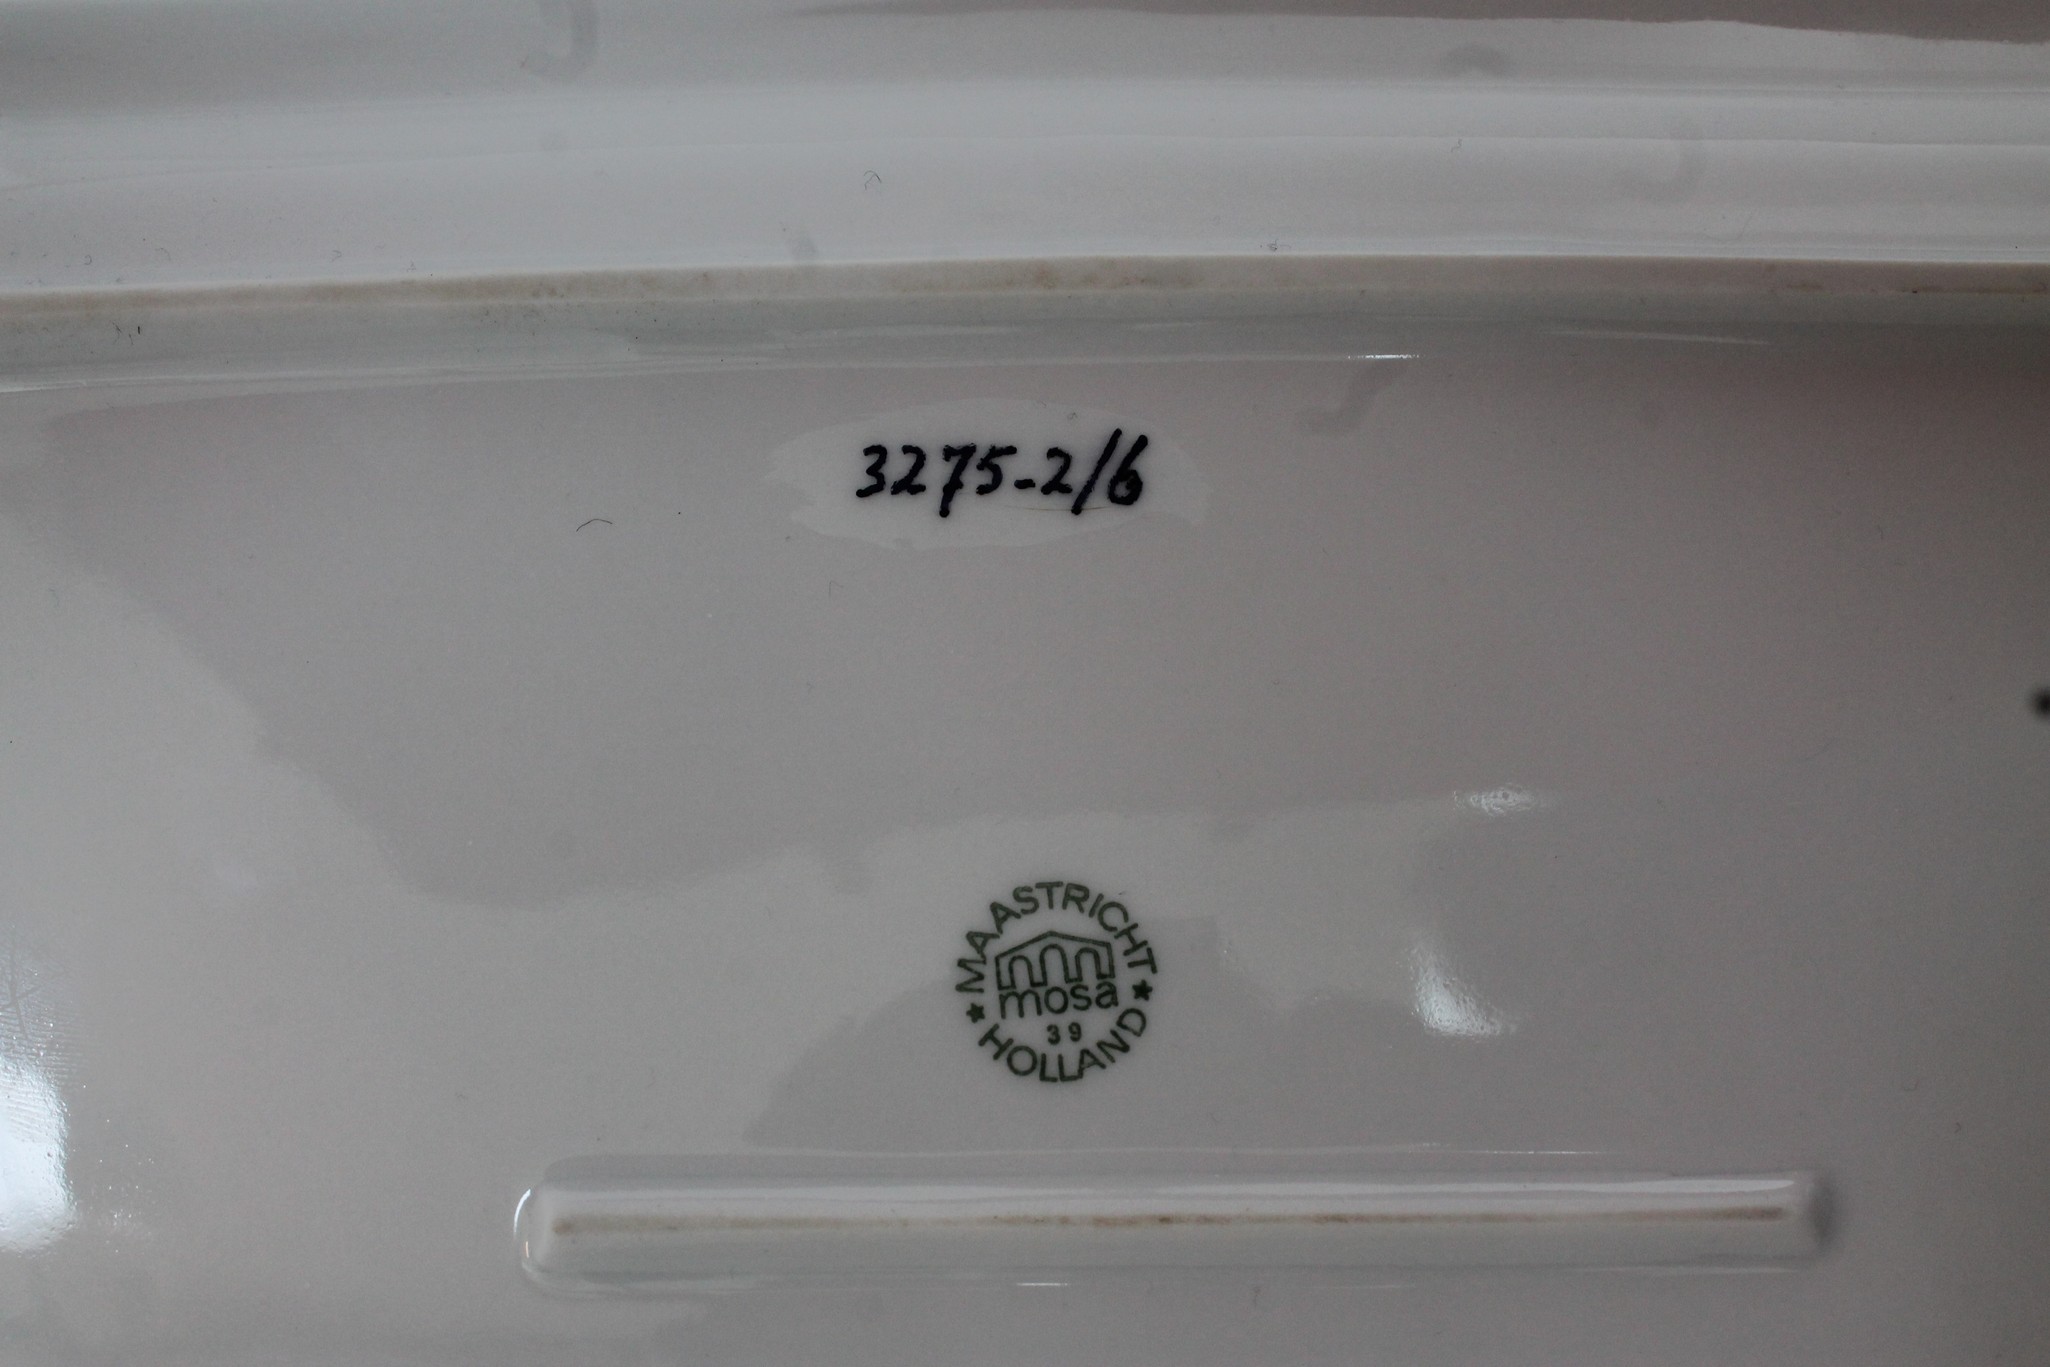 3275-2/6
MAASTRICHT
mosa
39
★ HOLLAND ★